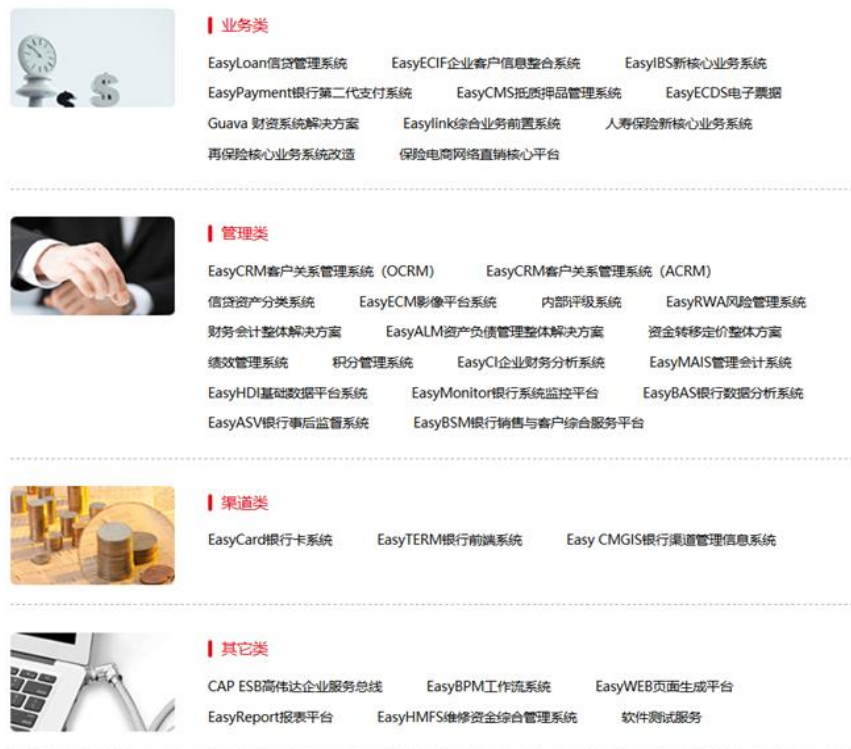 业务类
EasyLoan信贷管理系统 EasyECIF企业客户信息整合系统 EasyIBS新核心业务系统
EasyPayment银行第二代支付系统 EasyCMS抵质押品管理系统 EasyECDS电子票据
Guava 财资系统解决方案 Easylink综合业务前置系统 人寿保险新核心业务系统
再保险核心业务系统改造 保险电商网络直销核心平台
管理类
EasyCRM客户关系管理系统（OCRM） EasyCRM客户关系管理系统（ACRM）
信贷资产分类系统 EasyECM影像平台系统 内部评级系统 EasyRWA风险管理系统
财务会计整体解决方案 EasyALM资产负债管理整体解决方案 资金转移定价整体方案
绩效管理系统 积分管理系统 EasyCI企业财务分析系统 EasyMAIS管理会计系统
EasyHDI基础数据平台系统 EasyMonitor银行系统监控平台 EasyBAS银行数据分析系统
EasyASV银行事后监督系统 EasyBSM银行销售与客户综合服务平台
渠道类
EasyCard银行卡系统 EasyTERM银行前端系统 Easy CMGIS银行渠道管理信息系统
其它类
CAP ESB高伟达企业服务总线 EasyBPM工作流系统 EasyWEB页面生成平台
EasyReport报表平台 EasyHMFS维修资金综合管理系统 软件测试服务